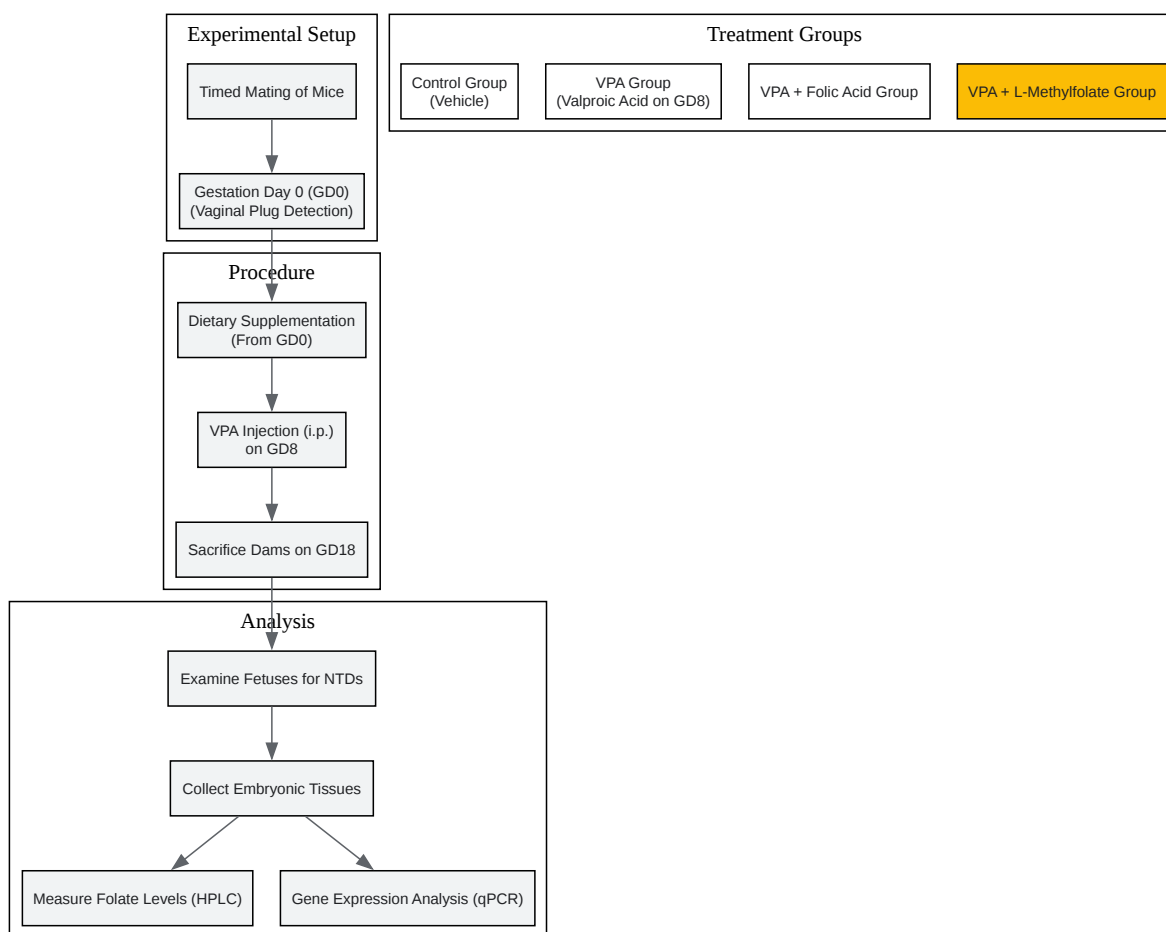 Experimental Setup
Timed Mating of Mice
Gestation Day 0 (GD0)
(Vaginal Plug Detection)
Treatment Groups
Control Group
(Vehicle)
VPA Group
(Valproic Acid on GD8)
VPA + Folic Acid Group
VPA + L-Methylfolate Group
Procedure
Dietary Supplementation
(From GD0)
VPA Injection (i.p.)
on GD8
Sacrifice Dams on GD18
Analysis
Examine Fetuses for NTDs
Collect Embryonic Tissues
Measure Folate Levels (HPLC)
Gene Expression Analysis (qPCR)